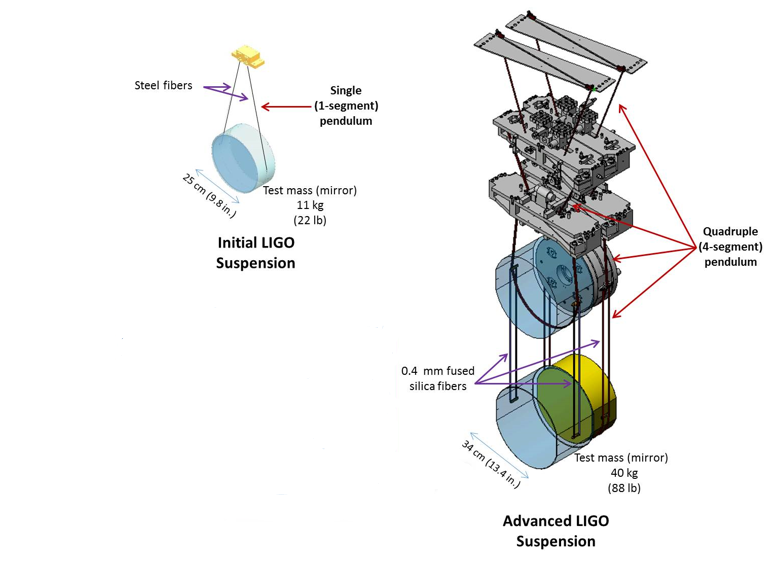 Steel fibers
Single
(1-segment)
pendulum
25 cm (9.8 in.)
Test mass (mirror)
11 kg
(22 lb)
Initial LIGO
Suspension
Quadruple
(4-segment)
pendulum
0.4 mm fused
silica fibers
34 cm (13.4 in.)
Test mass (mirror)
40 kg
(88 lb)
Advanced LIGO
Suspension